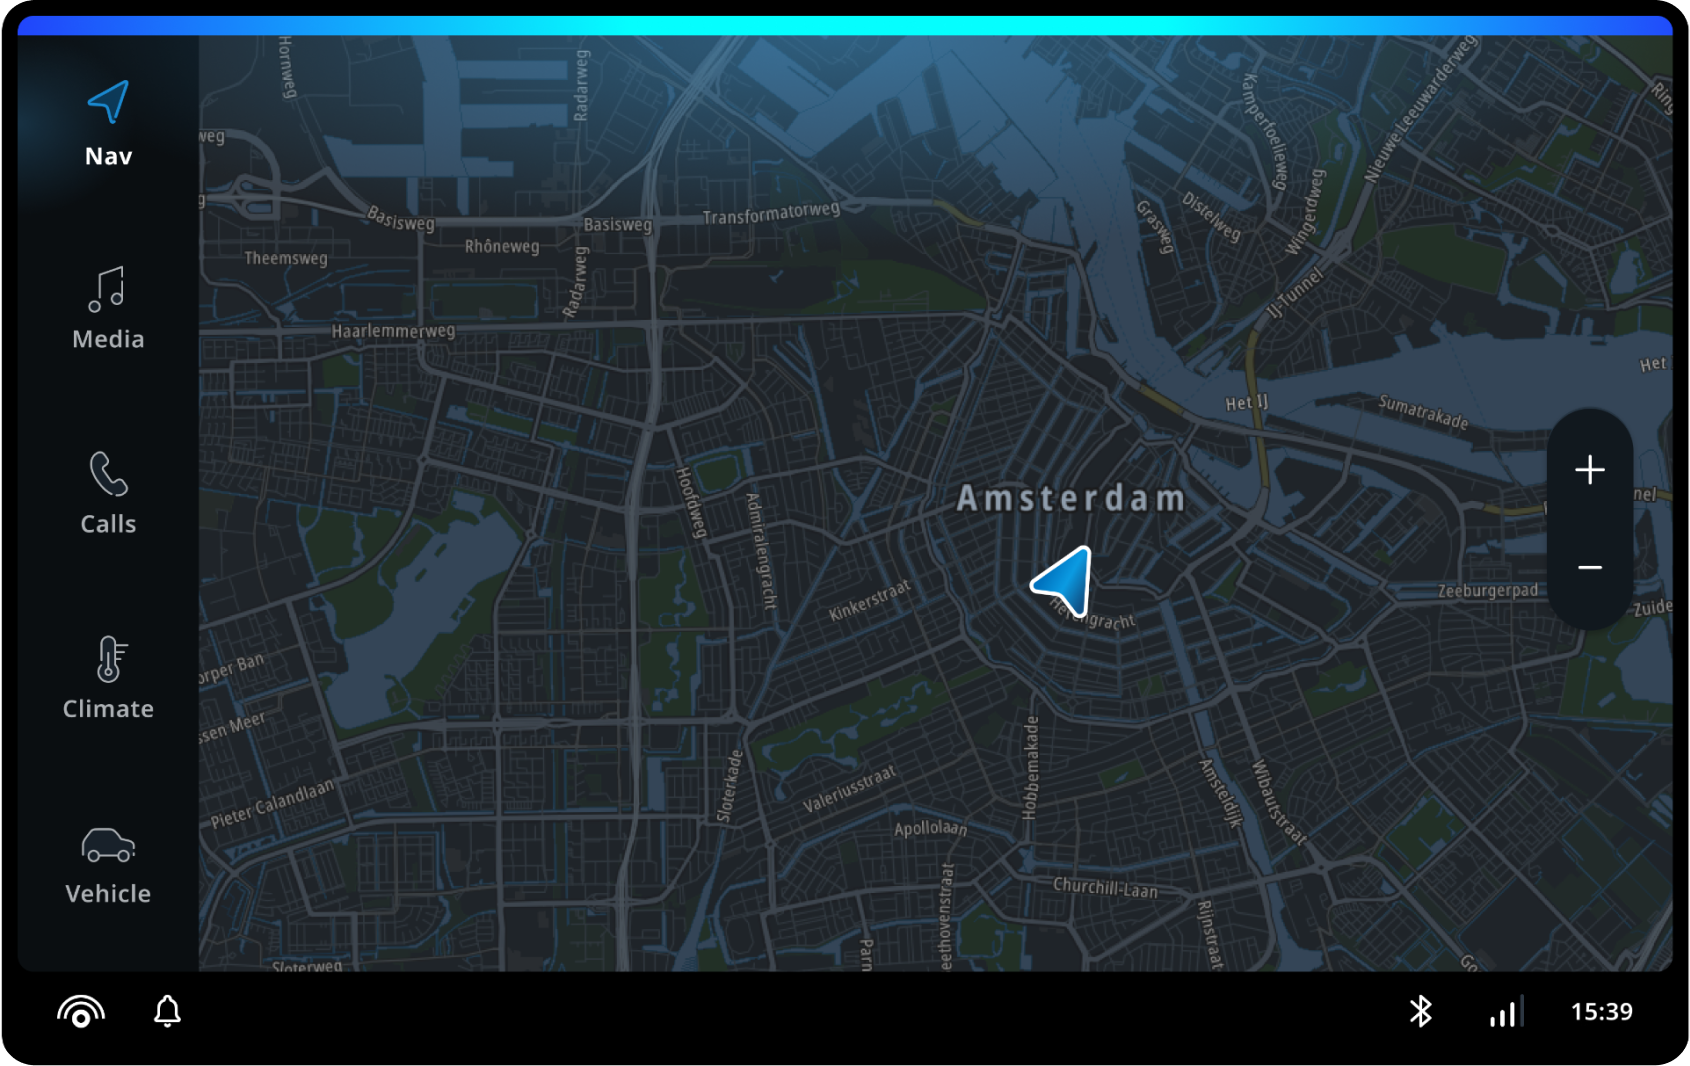 Nav
Media
Calls
Climate
Vehicle
Hornweg
Radarweg
weg
Basisweg
Basisweg
Transformatorweg
Rhôneweg
Theemsweg
Radarweg
Haarlemmerweg
Kamperfoelieweg
Nieuwe Leeuwarderweg
Distelweg
Grasweg
Wingerdweg
IJ-Tunnel
Het IJ
Het
Sumatrakade
Hoofdweg
Admiralengracht
Amsterdam
nel
Kinkerstraat
Herengracht
Zeeburgerpad
Zuide
orper Ban
ssen Meer
Pieter Calandlaan
Sloterkade
Valeriusstraat
Hobbemakade
Apollolaan
Amsteldijk
Wibautstraat
Churchill-Laan
eethovenstraat
Rijnstraat
Parn
Go
Sloterweg
Ring
+
−
15:39